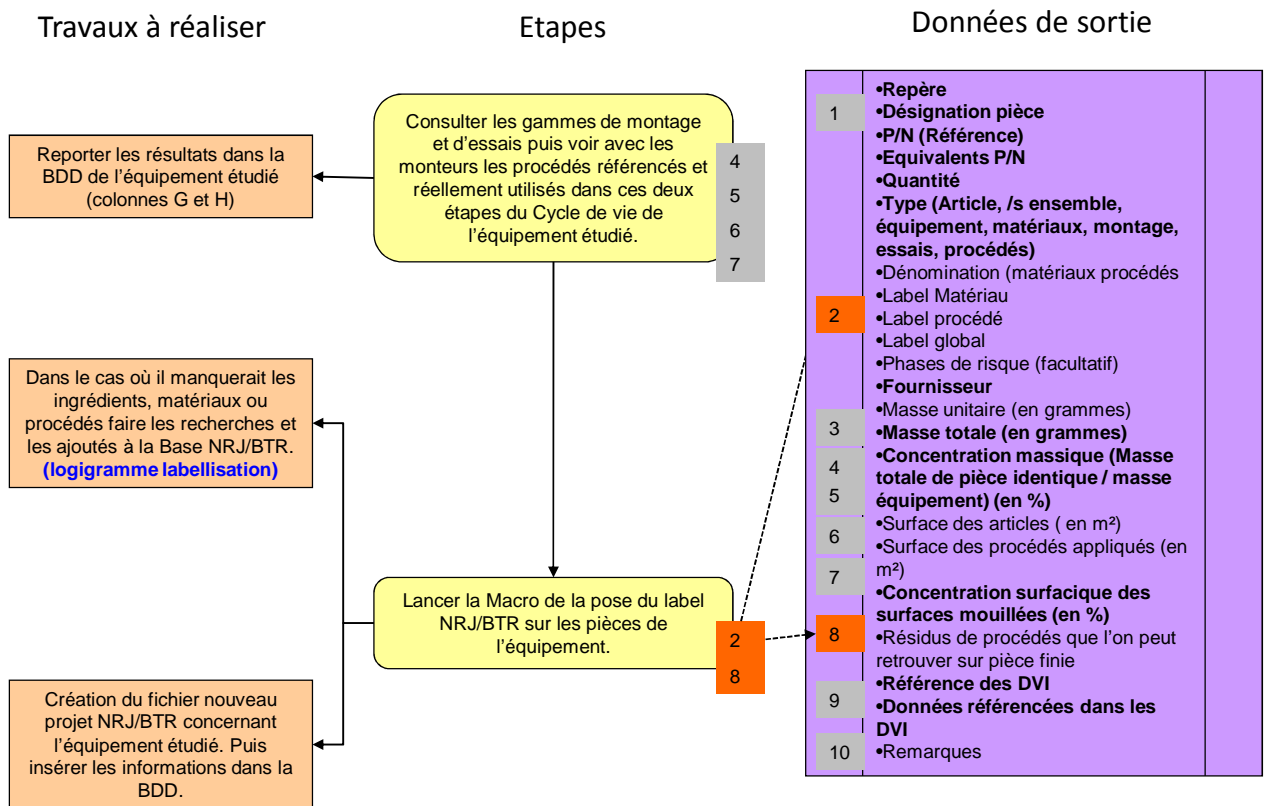 Travaux à réaliser
Etapes
Données de sortie
Reporter les résultats dans la
BDD de l'équipement étudié
(colonnes G et H)
Consulter les gammes de montage
et d'essais puis voir avec les
monteurs les procédés référencés et
réellement utilisés dans ces deux
étapes du Cycle de vie de
l'équipement étudié.
4
5
6
7
Dans le cas où il manquerait les
ingrédients, matériaux ou
procédés faire les recherches et
les ajoutés à la Base NRJ/BTR.
(logigramme labellisation)
Lancer la Macro de la pose du label
NRJ/BTR sur les pièces de
l'équipement.
2
8
Création du fichier nouveau
projet NRJ/BTR concernant
l'équipement étudié. Puis
insérer les informations dans la
BDD.
1
2
3
4
5
6
7
8
9
10
•Repère
•Désignation pièce
•P/N (Référence)
•Equivalents P/N
•Quantité
•Type (Article, /s ensemble,
équipement, matériaux, montage,
essais, procédés)
•Dénomination (matériaux procédés
•Label Matériau
•Label procédé
•Label global
•Phases de risque (facultatif)
•Fournisseur
•Masse unitaire (en grammes)
•Masse totale (en grammes)
•Concentration massique (Masse
totale de pièce identique / masse
équipement) (en %)
•Surface des articles ( en m²)
•Surface des procédés appliqués (en
m²)
•Concentration surfacique des
surfaces mouillées (en %)
•Résidus de procédés que l'on peut
retrouver sur pièce finie
•Référence des DVI
•Données référencées dans les
DVI
•Remarques